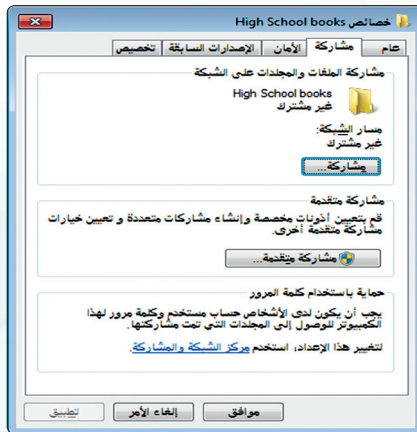 خصائص High School books
عام
مشاركة
الأمان
الإصدارات السابقة
تخصيص
مشاركة الملفات والمجلدات على الشبكة
High School books
غير مشترك
مسار الشبكة:
غير مشترك
مشاركة...
مشاركة متقدمة
قم بتعيين أذونات مخصصة وإنشاء مشاركات متعددة و تعيين خيارات
مشاركة متقدمة أخرى.
مشاركة متقدمة...
حماية باستخدام كلمة المرور
يجب أن يكون لدى الأشخاص حساب مستخدم وكلمة مرور لهذا
الكمبيوتر للوصول إلى المجلدات التي تمت مشاركتها.
لتغيير هذا الإعداد، استخدم مركز الشبكة والمشاركة.
موافق
إلغاء الأمر
تطبيق